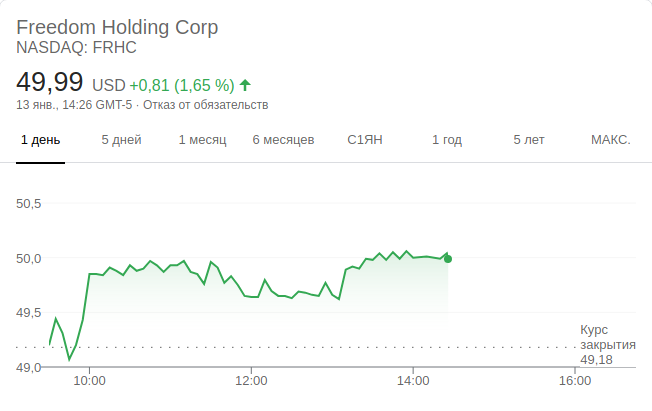 Freedom Holding Corp
NASDAQ: FRHC
49,99 USD +0,81 (1,65 %)
13 янв., 14:26 GMT-5 · Отказ от обязательств
1 день 5 дней 1 месяц 6 месяцев С1ЯН 1 год 5 лет МАКС.
50,5
50,0
49,5
Курс
закрытия
49,18
49,0
10:00 12:00 14:00 16:00